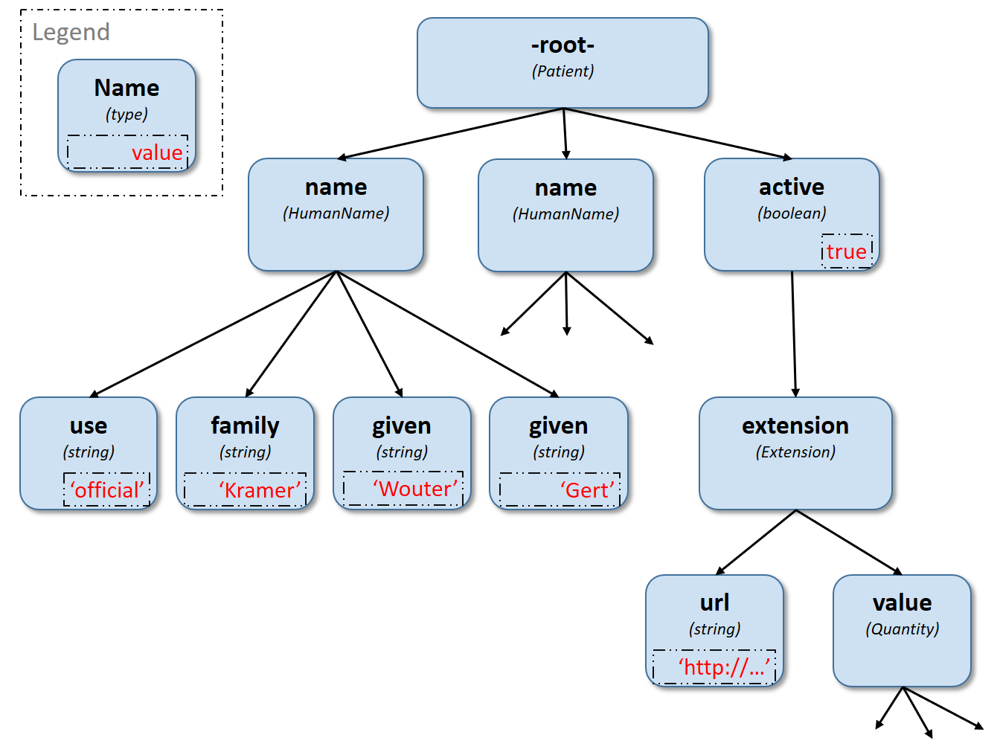 Legend
Name
(type)
value
-root-
(Patient)
name
(HumanName)
name
(HumanName)
active
(boolean)
true
use
(string)
‘official’
family
(string)
‘Kramer’
given
(string)
‘Wouter’
given
(string)
‘Gert’
extension
(Extension)
url
(string)
‘http://…’
value
(Quantity)